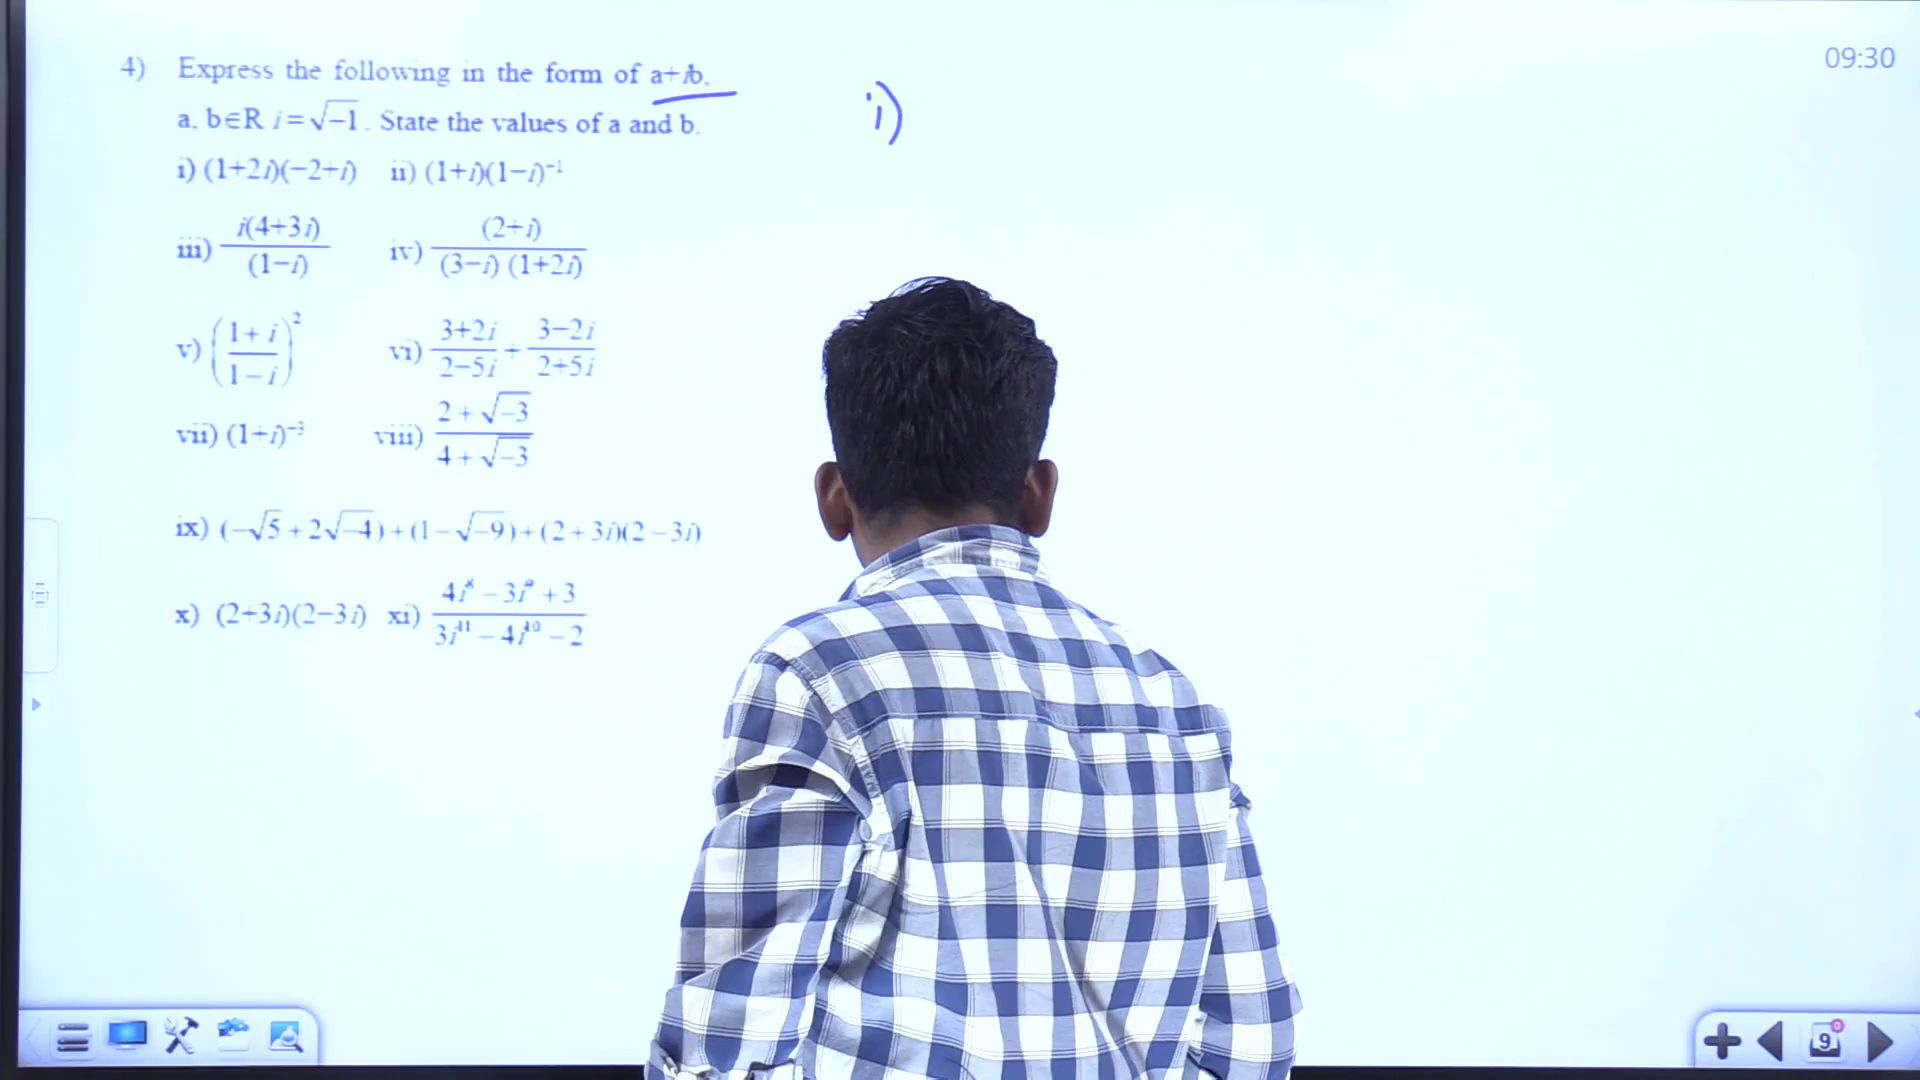 4) Express the following in the form of a+ib,
a, b∈R i=√−1. State the values of a and b.
i) (1+2i)(−2+i) ii) (1+i)(1−i)⁻¹
iii) i(4+3i)/(1−i) iv) (2+i)/((3−i)(1+2i))
v) ((1+i)/(1−i))² vi) (3+2i)/(2−5i) + (3−2i)/(2+5i)
vii) (1+i)⁻³ viii) (2+√−3)/(4+√−3)
ix) (−√5+2√−4)+(1−√−9)+(2+3i)(2−3i)
x) (2+3i)(2−3i) xi) (4i⁸−3i⁹+3)/(3i¹¹−4i¹⁰−2)
i)
09:30
9